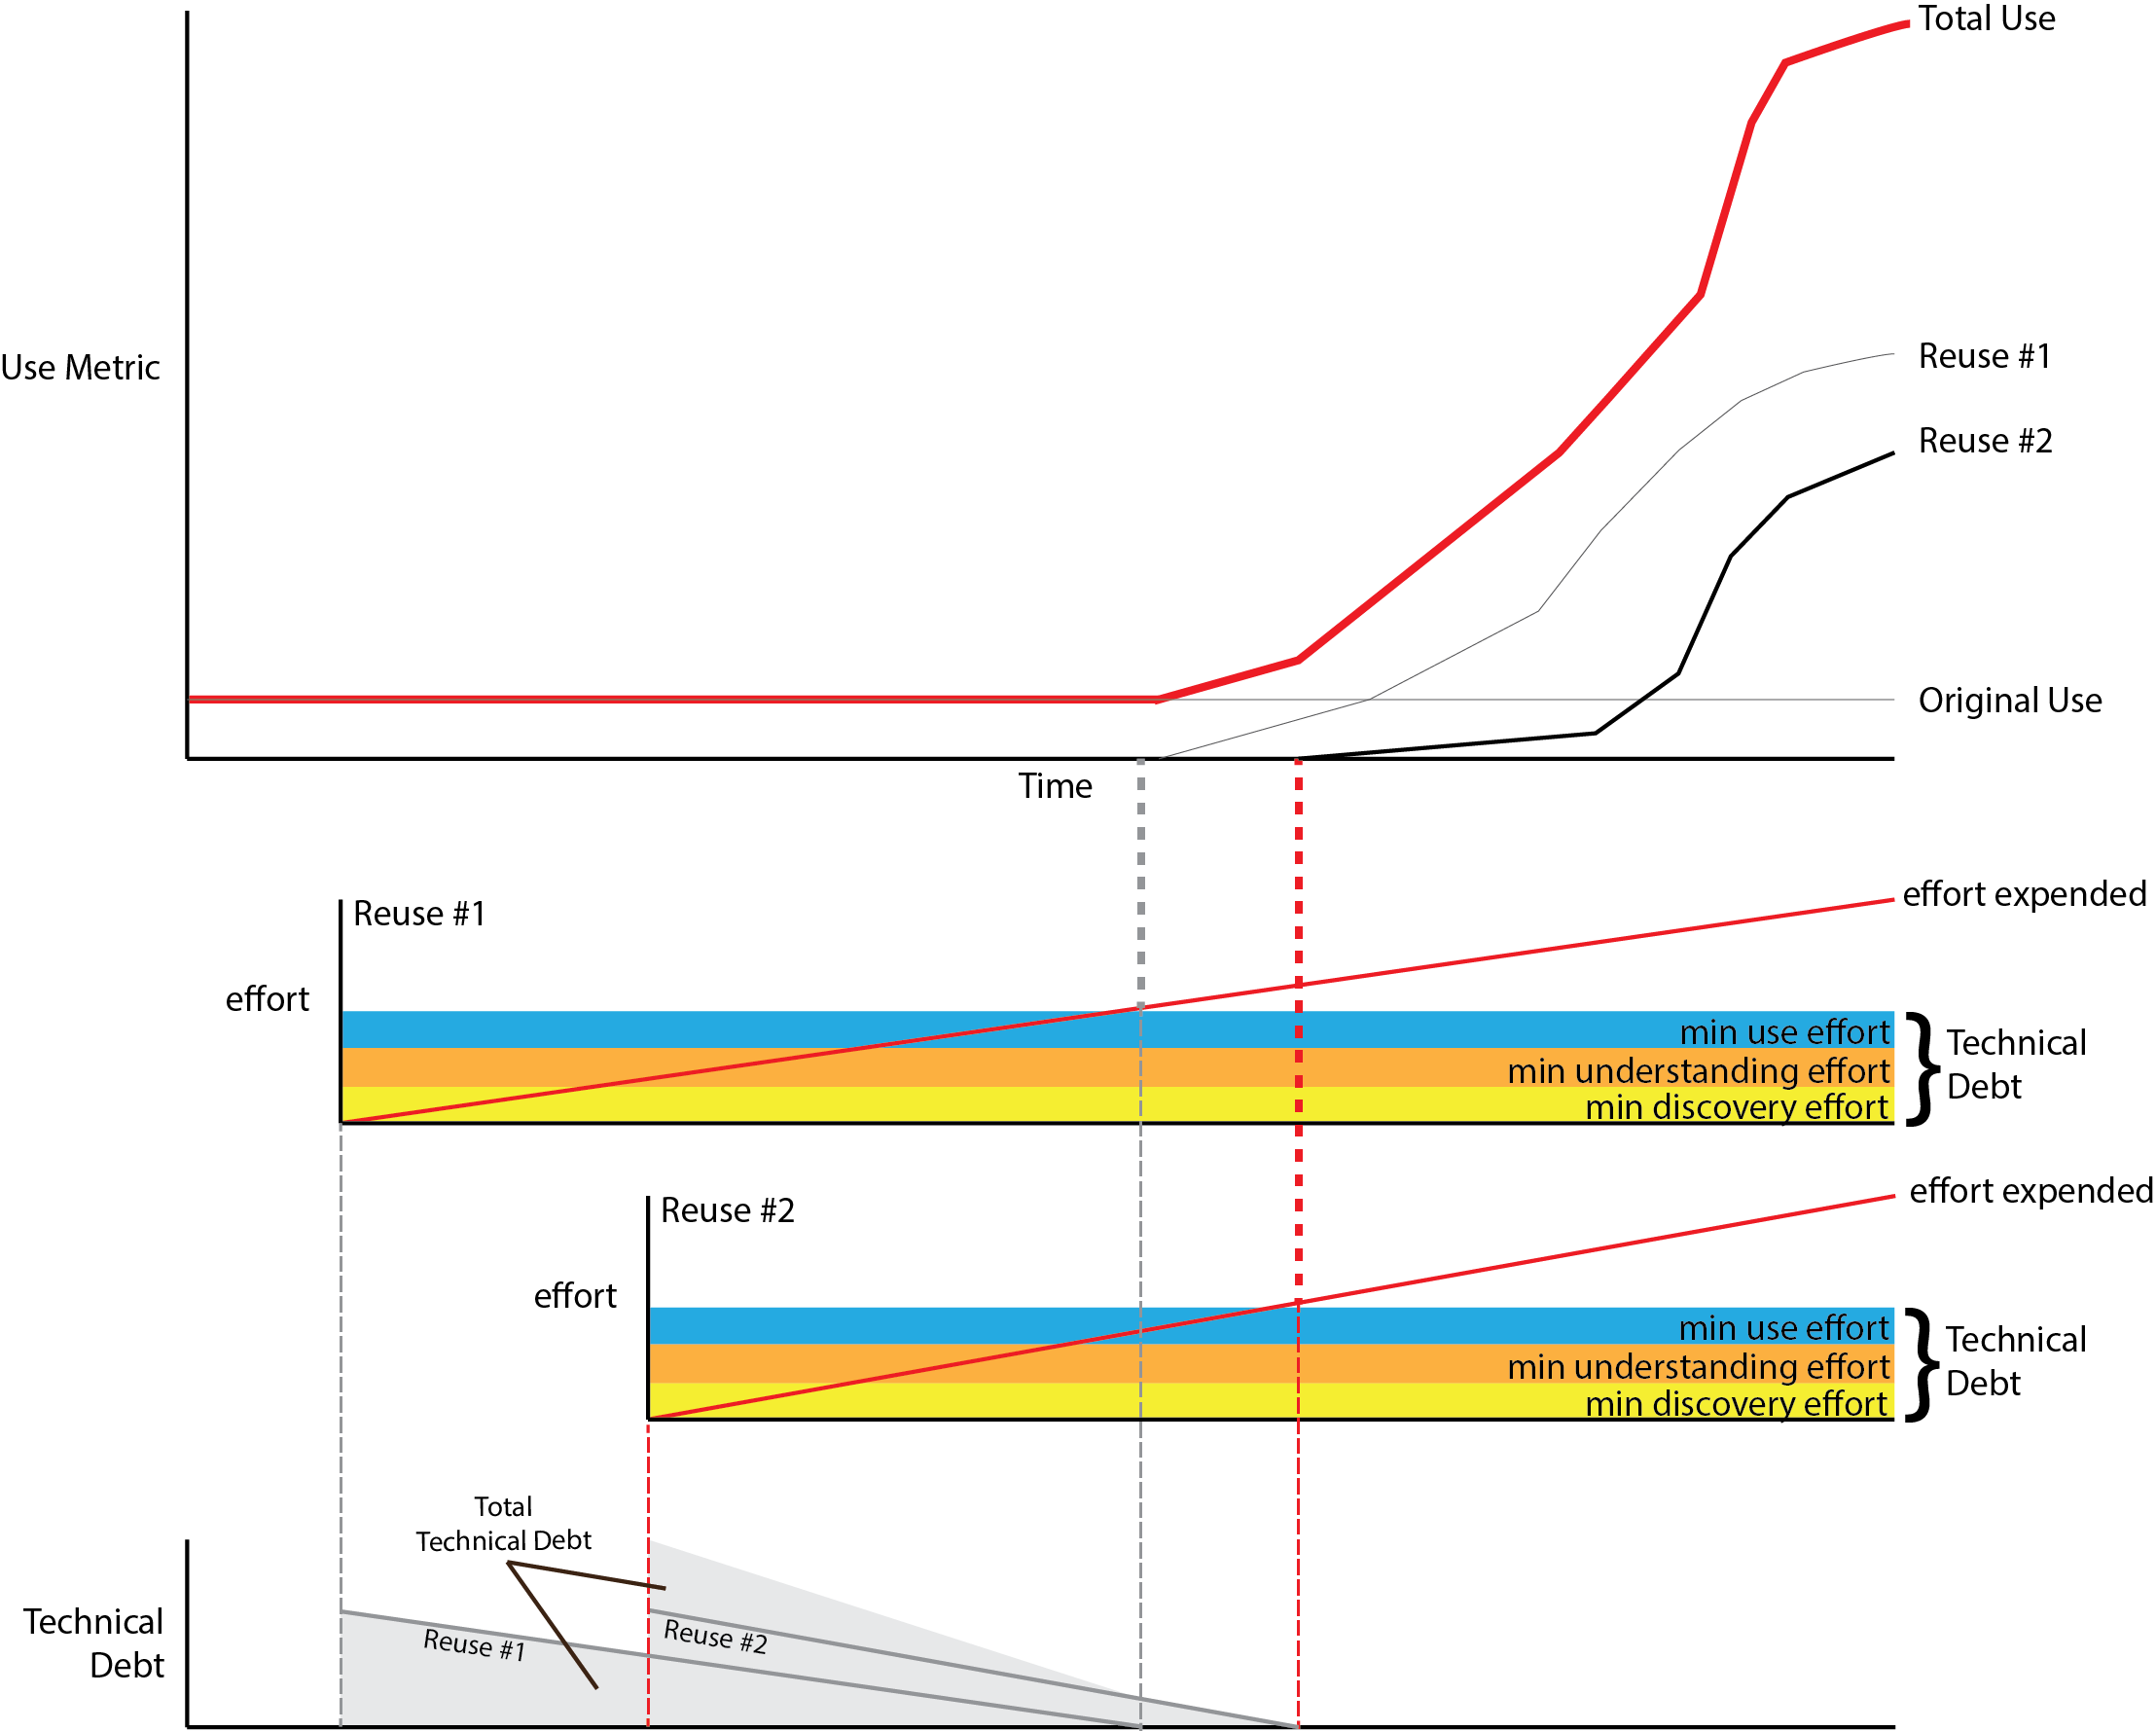 Total Use
Use Metric
Reuse #1
Reuse #2
Original Use
Time
effort expended
Reuse #1
effort
min use effort
min understanding effort
min discovery effort
}
Technical
Debt
effort expended
Reuse #2
effort
min use effort
min understanding effort
min discovery effort
}
Technical
Debt
Total
Technical Debt
Technical
Debt
Reuse #1
Reuse #2